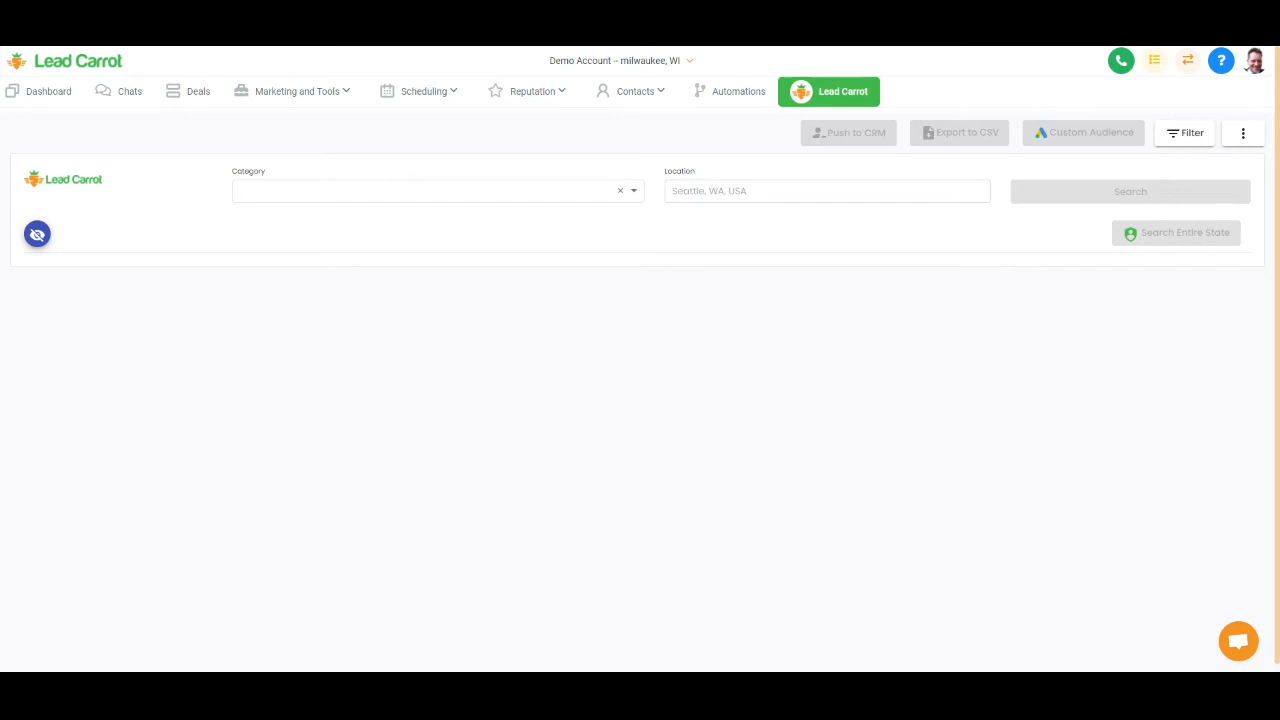 Lead Carrot
Demo Account -- milwaukee, WI
?
Dashboard
Chats
Deals
Marketing and Tools
Scheduling
Reputation
Contacts
Automations
Lead Carrot
Push to CRM
Export to CSV
Custom Audience
Filter
Lead Carrot
Category
Location
Seattle, WA, USA
Search
Search Entire State